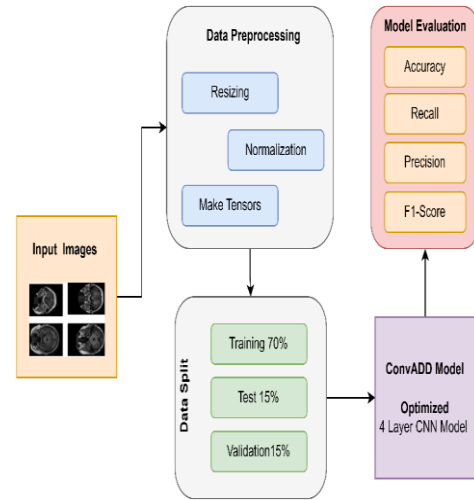 Data Preprocessing
Resizing
Normalization
Make Tensors
Input Images
Data Split
Training 70%
Test 15%
Validation15%
Model Evaluation
Accuracy
Recall
Precision
F1-Score
ConvADD Model
Optimized
4 Layer CNN Model